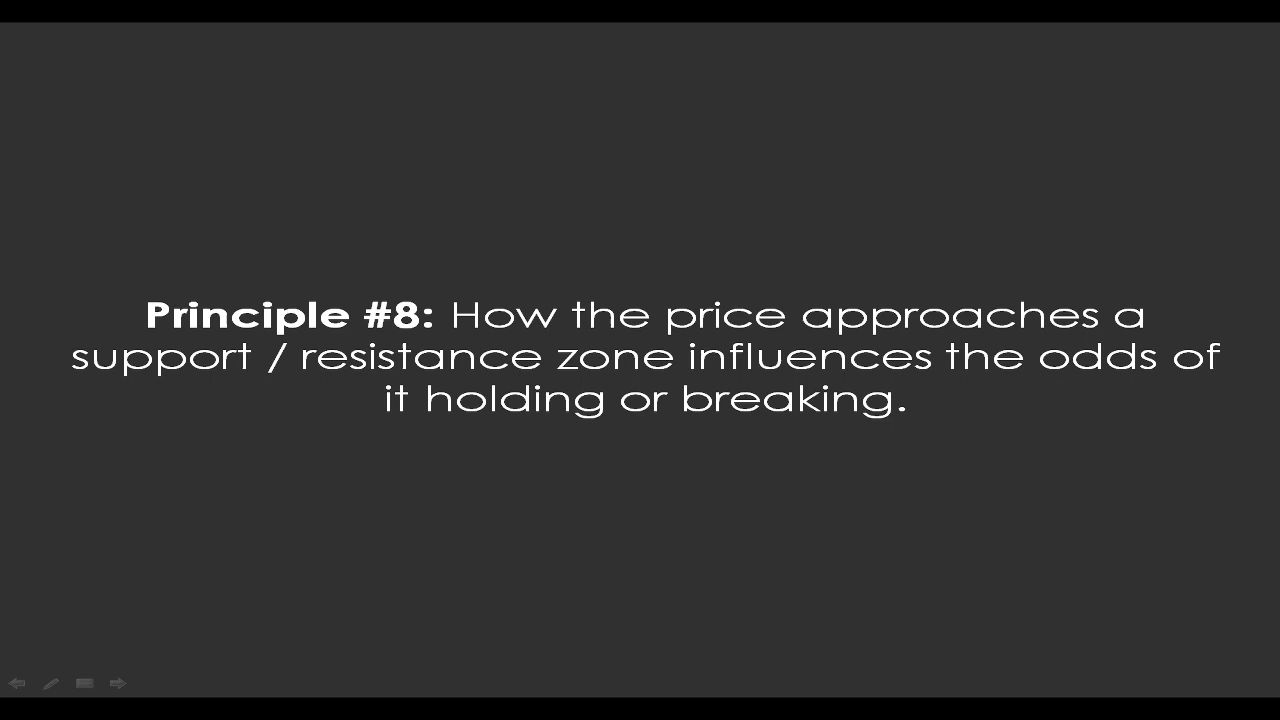 Principle #8: How the price approaches a
support / resistance zone influences the odds of
it holding or breaking.